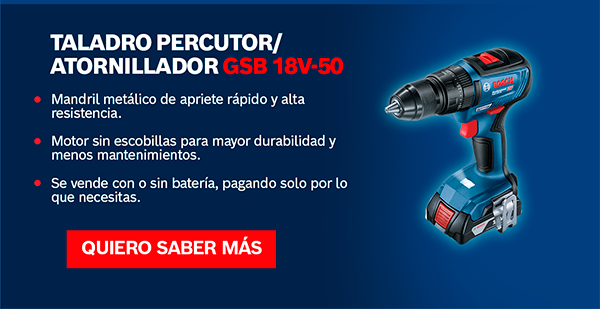 TALADRO PERCUTOR/
ATORNILLADOR GSB 18V-50
Mandril metálico de apriete rápido y alta
resistencia.
Motor sin escobillas para mayor durabilidad y
menos mantenimientos.
Se vende con o sin batería, pagando solo por lo
que necesitas.
QUIERO SABER MÁS
BOSCH